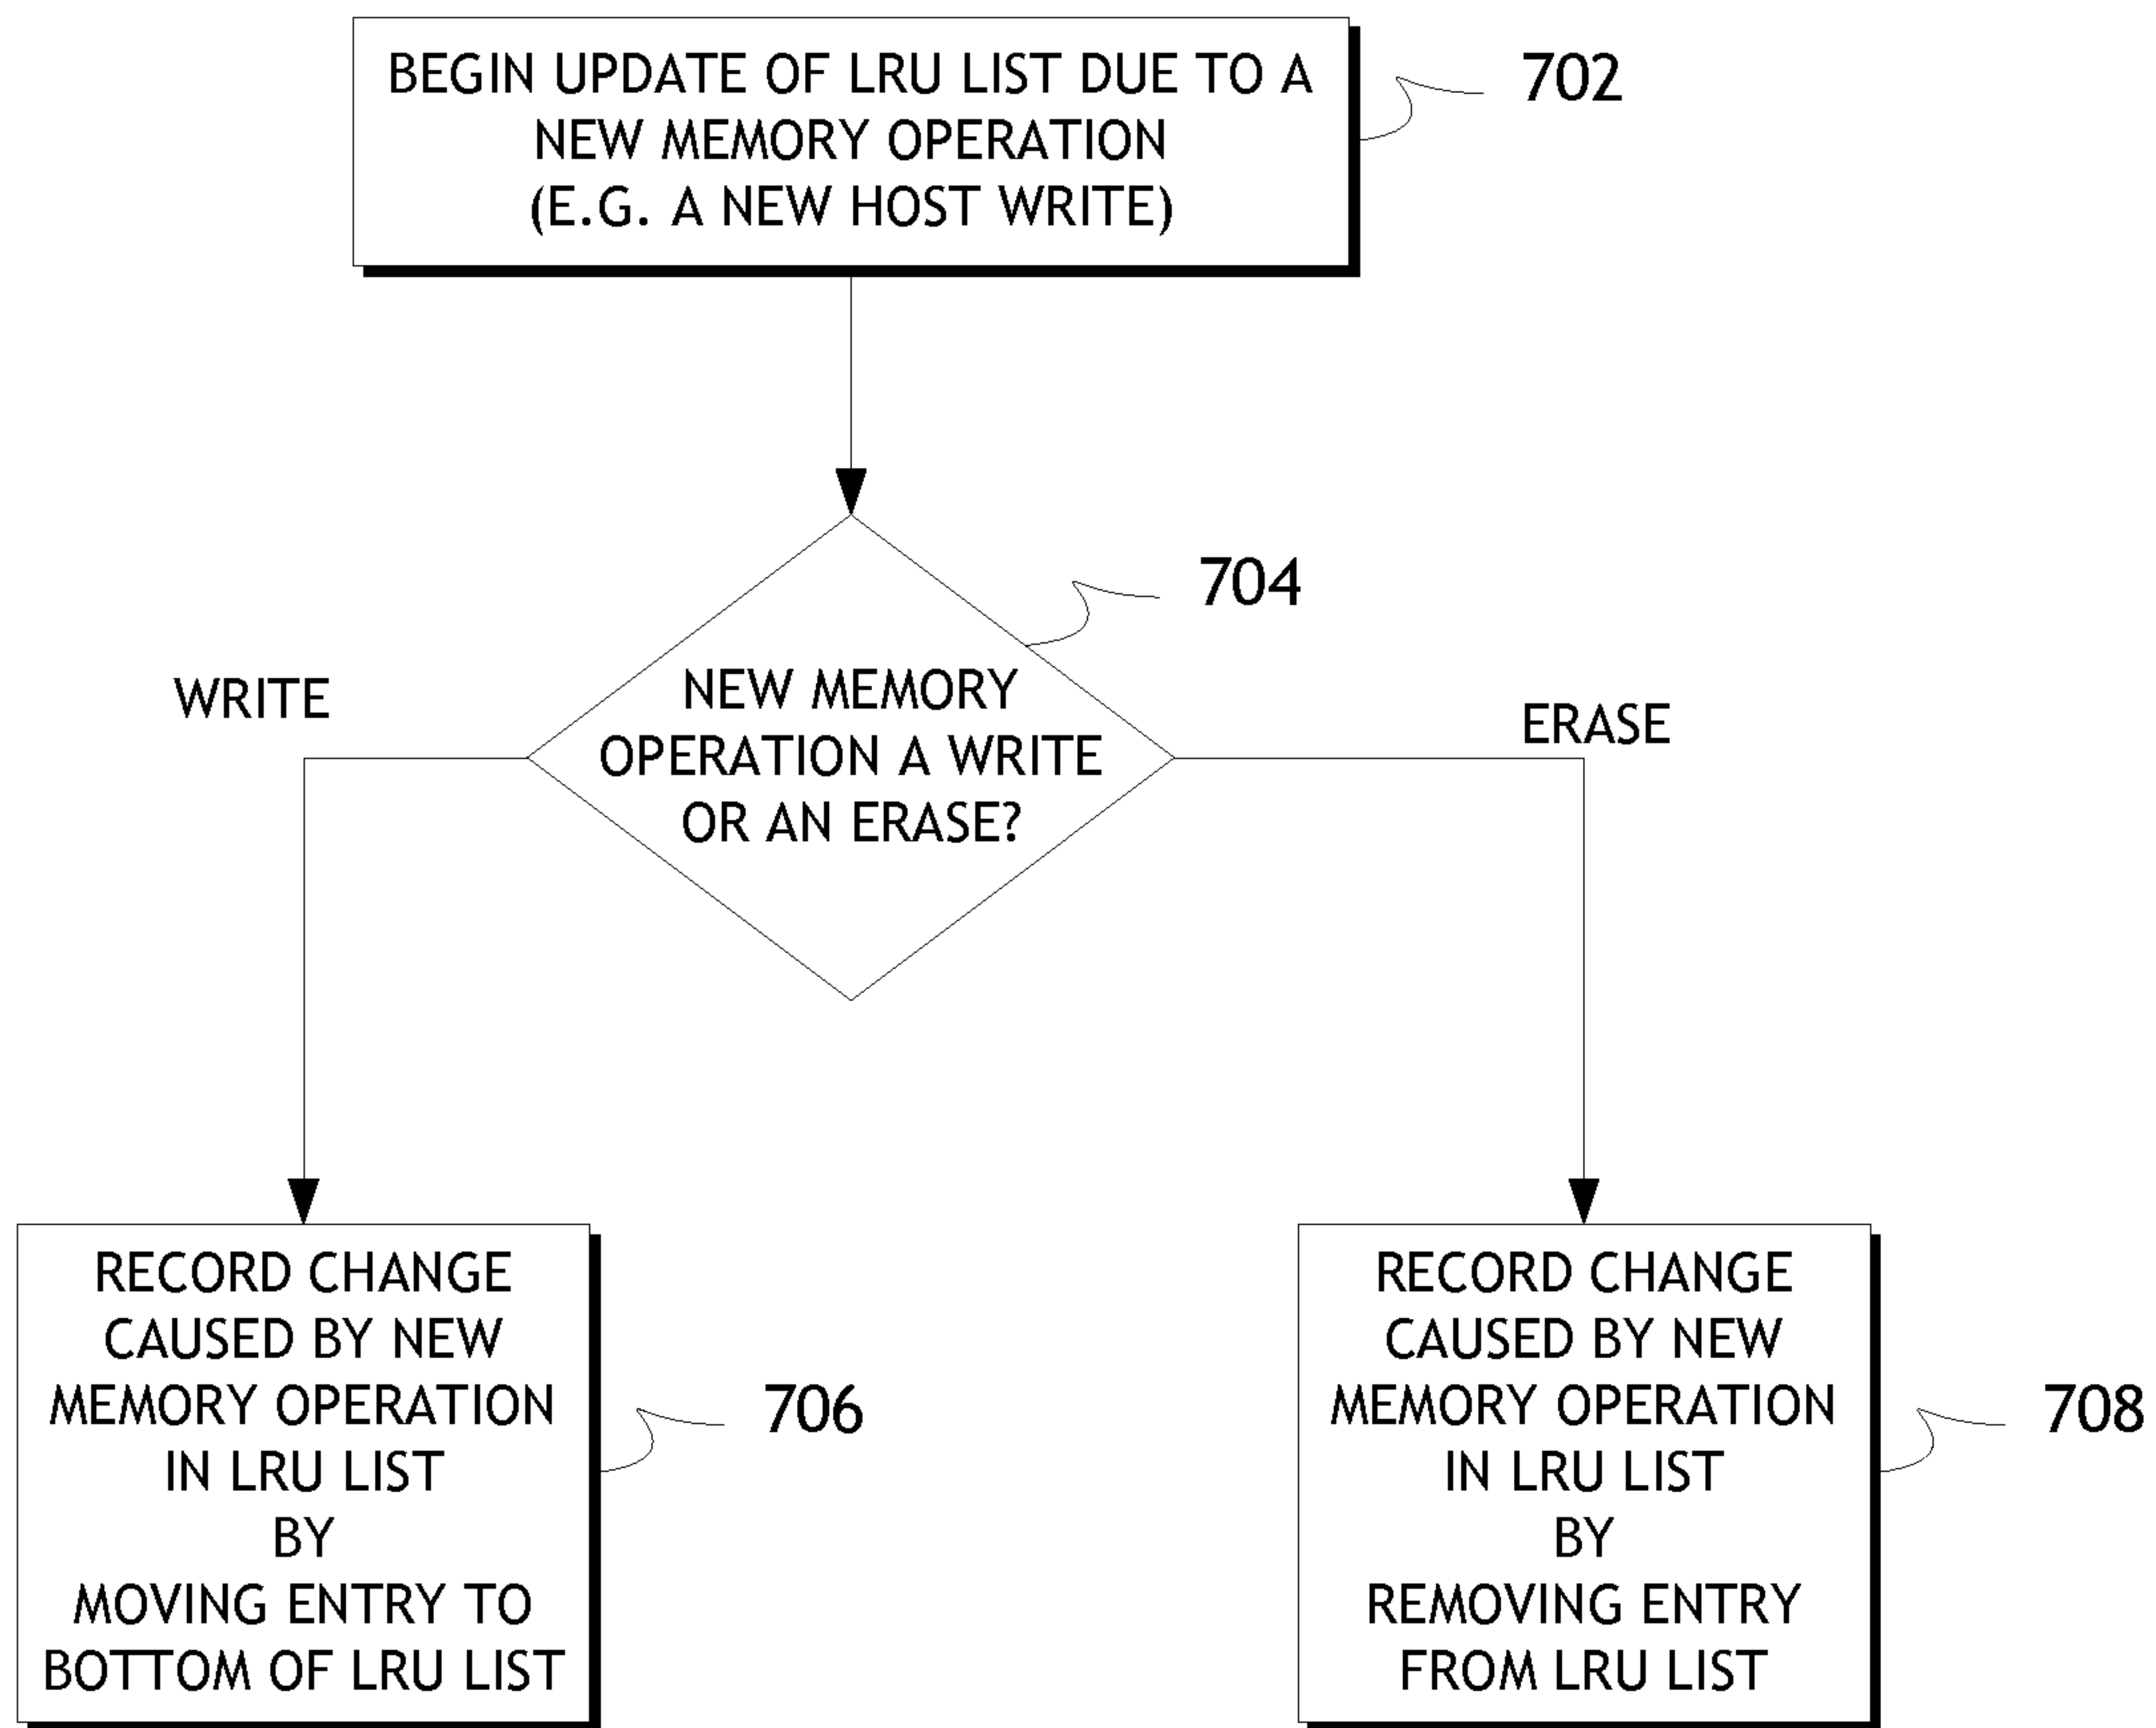 BEGIN UPDATE OF LRU LIST DUE TO A
NEW MEMORY OPERATION
(E.G. A NEW HOST WRITE)
702
704
NEW MEMORY
OPERATION A WRITE
OR AN ERASE?
WRITE
ERASE
RECORD CHANGE
CAUSED BY NEW
MEMORY OPERATION
IN LRU LIST
BY
MOVING ENTRY TO
BOTTOM OF LRU LIST
706
RECORD CHANGE
CAUSED BY NEW
MEMORY OPERATION
IN LRU LIST
BY
REMOVING ENTRY
FROM LRU LIST
708